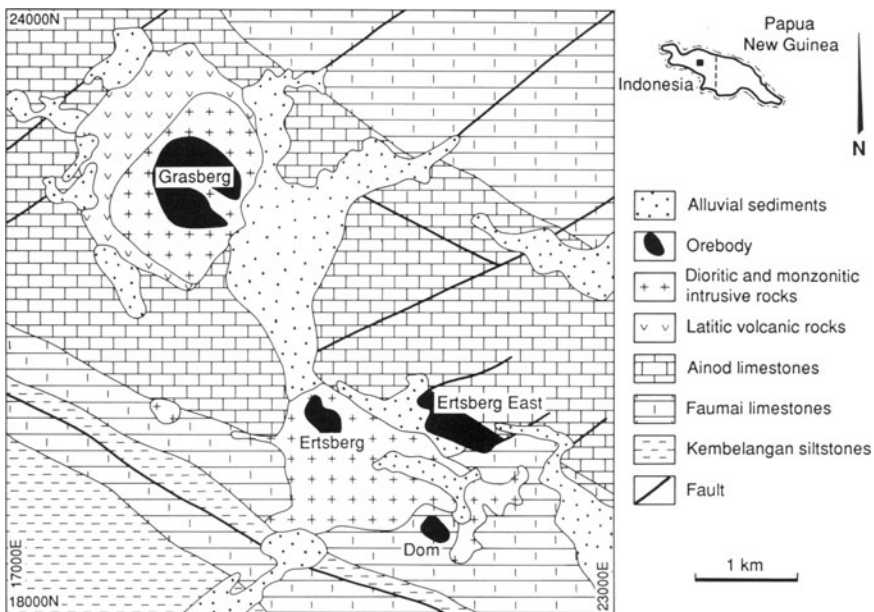 24000N
Grasberg
Ertsberg East
Ertsberg
Dom
17000E
18000N
23000E
Papua
New Guinea
Indonesia
N
Alluvial sediments
Orebody
Dioritic and monzonitic
intrusive rocks
Latitic volcanic rocks
Ainod limestones
Faumai limestones
Kembelangan siltstones
Fault
1 km